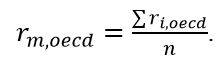 r_{m,oecd} = \frac{\sum r_{i,oecd}}{n}.